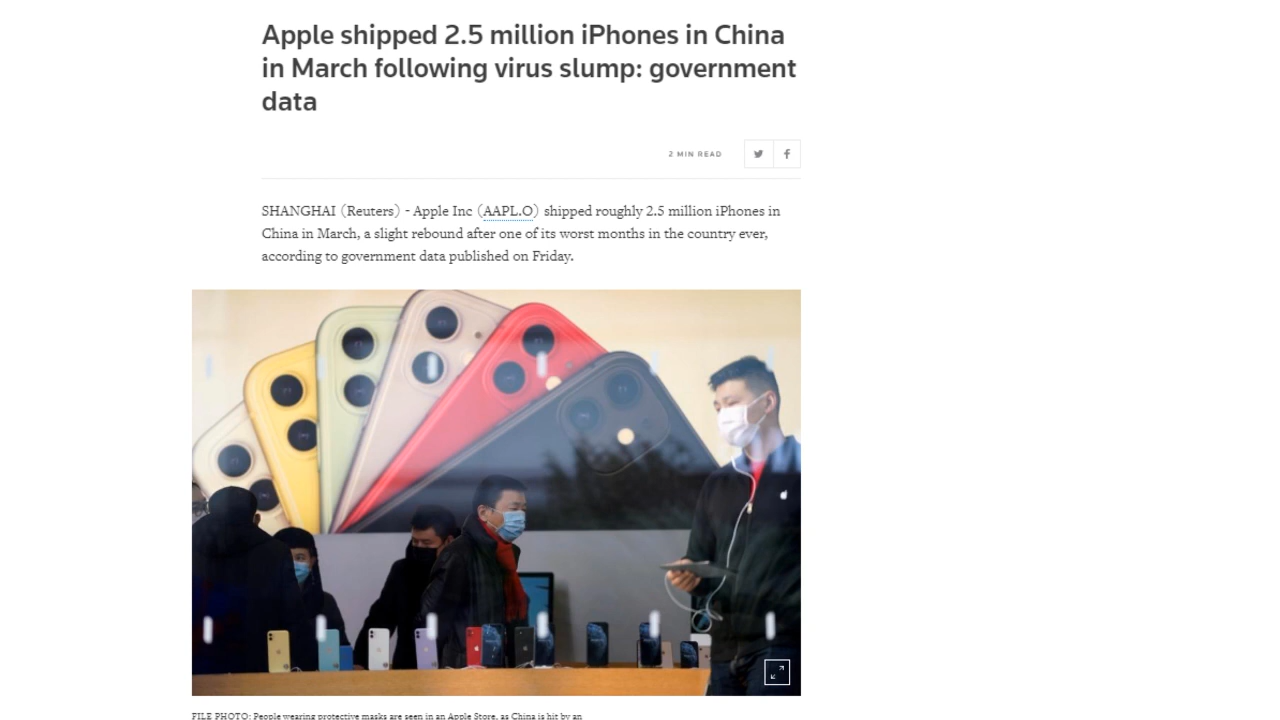 Apple shipped 2.5 million iPhones in China
in March following virus slump: government
data
2 MIN READ
SHANGHAI (Reuters) - Apple Inc (AAPL.O) shipped roughly 2.5 million iPhones in
China in March, a slight rebound after one of its worst months in the country ever,
according to government data published on Friday.
FILE PHOTO: People wearing protective masks are seen in an Apple Store, as China is hit by an